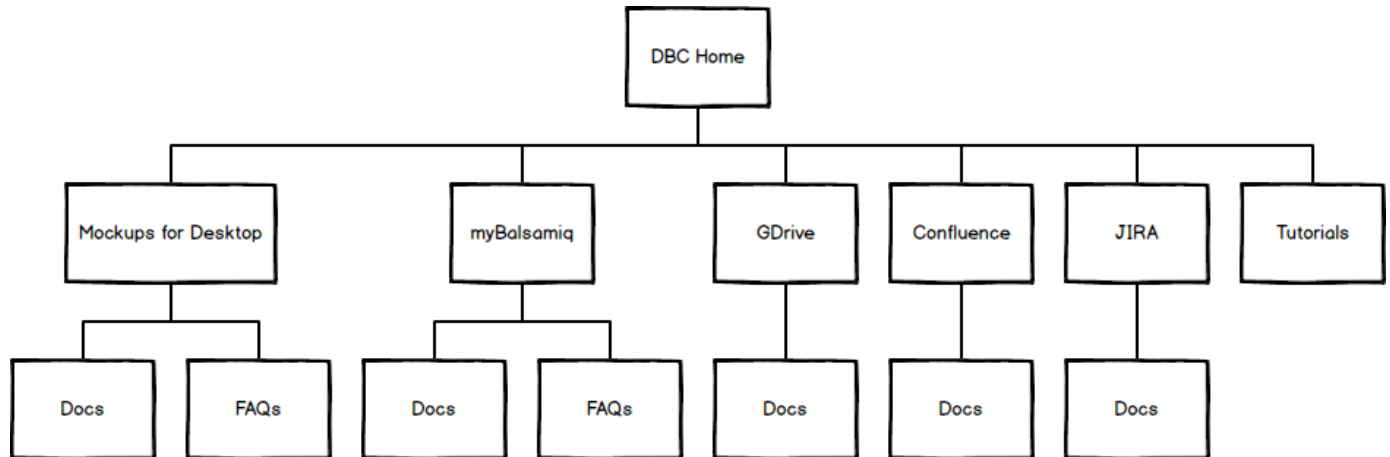 DBC Home
Mockups for Desktop
myBalsamiq
GDrive
Confluence
JIRA
Tutorials
Docs
FAQs
Docs
FAQs
Docs
Docs
Docs